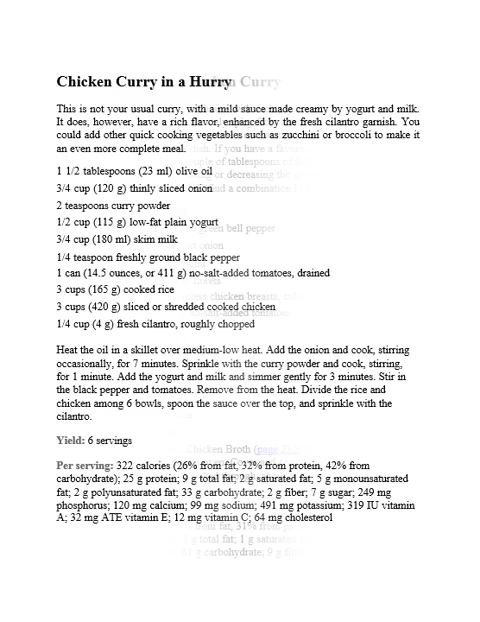 Chicken Curry in a Hurry
This is not your usual curry, with a mild sauce made creamy by yogurt and milk.
It does, however, have a rich flavor, enhanced by the fresh cilantro garnish. You
could add other quick cooking vegetables such as zucchini or broccoli to make it
an even more complete meal.
1 1/2 tablespoons (23 ml) olive oil
3/4 cup (120 g) thinly sliced onion
2 teaspoons curry powder
1/2 cup (115 g) low-fat plain yogurt
3/4 cup (180 ml) skim milk
1/4 teaspoon freshly ground black pepper
1 can (14.5 ounces, or 411 g) no-salt-added tomatoes, drained
3 cups (165 g) cooked rice
3 cups (420 g) sliced or shredded cooked chicken
1/4 cup (4 g) fresh cilantro, roughly chopped
Heat the oil in a skillet over medium-low heat. Add the onion and cook, stirring
occasionally, for 7 minutes. Sprinkle with the curry powder and cook, stirring,
for 1 minute. Add the yogurt and milk and simmer gently for 3 minutes. Stir in
the black pepper and tomatoes. Remove from the heat. Divide the rice and
chicken among 6 bowls, spoon the sauce over the top, and sprinkle with the
cilantro.
Yield: 6 servings
Per serving: 322 calories (26% from fat, 32% from protein, 42% from
carbohydrate); 25 g protein; 9 g total fat; 2 g saturated fat; 5 g monounsaturated
fat; 2 g polyunsaturated fat; 33 g carbohydrate; 2 g fiber; 7 g sugar; 249 mg
phosphorus; 120 mg calcium; 99 mg sodium; 491 mg potassium; 319 IU vitamin
A; 32 mg ATE vitamin E; 12 mg vitamin C; 64 mg cholesterol